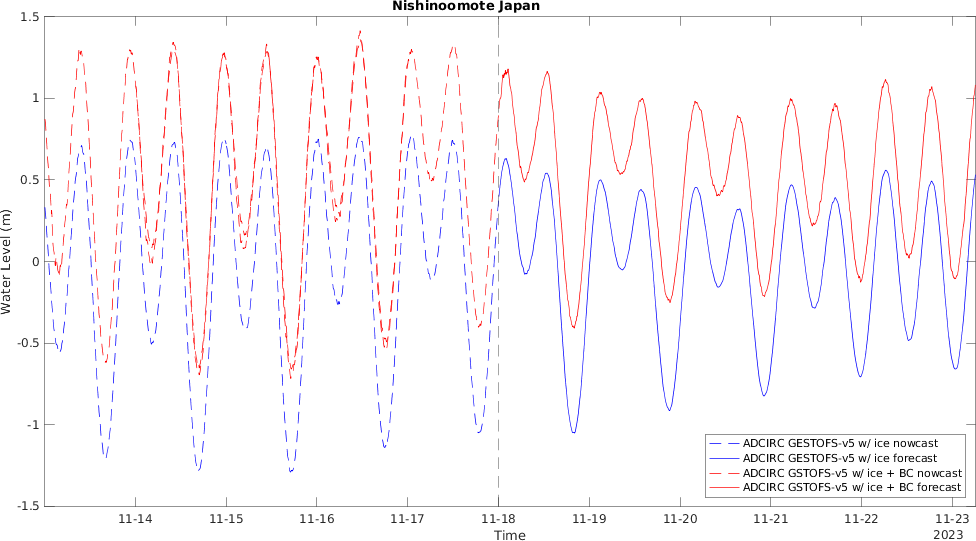 Nishinoomote Japan
1.5
1
0.5
0
-0.5
-1
-1.5
Water Level (m)
11-14 11-15 11-16 11-17 11-18 11-19 11-20 11-21 11-22 11-23
2023
Time
ADCIRC GESTOFS-v5 w/ ice nowcast
ADCIRC GESTOFS-v5 w/ ice forecast
ADCIRC GSTOFS-v5 w/ ice + BC nowcast
ADCIRC GSTOFS-v5 w/ ice + BC forecast